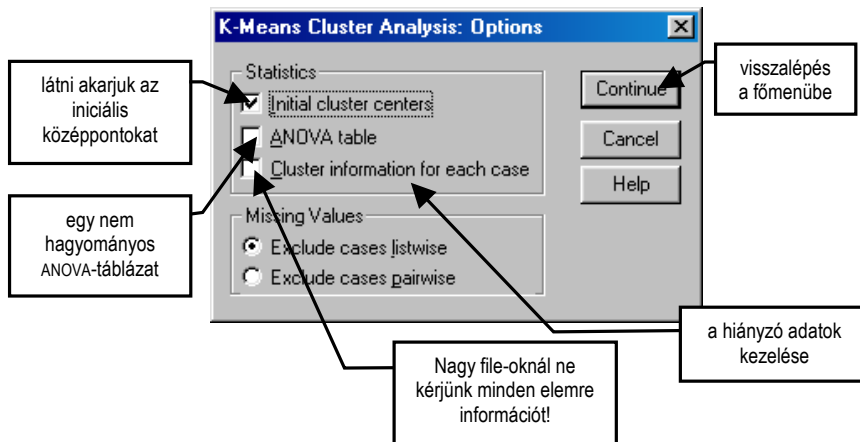 K-Means Cluster Analysis: Options
látni akarjuk az
iniciális
középpontokat
Statistics
Initial cluster centers
ANOVA table
Cluster information for each case
Continue
Cancel
Help
visszalépés
a főmenübe
egy nem
hagyományos
ANOVA-táblázat
Missing Values
Exclude cases listwise
Exclude cases pairwise
a hiányzó adatok
kezelése
Nagy file-oknál ne
kérjünk minden elemre
információt!